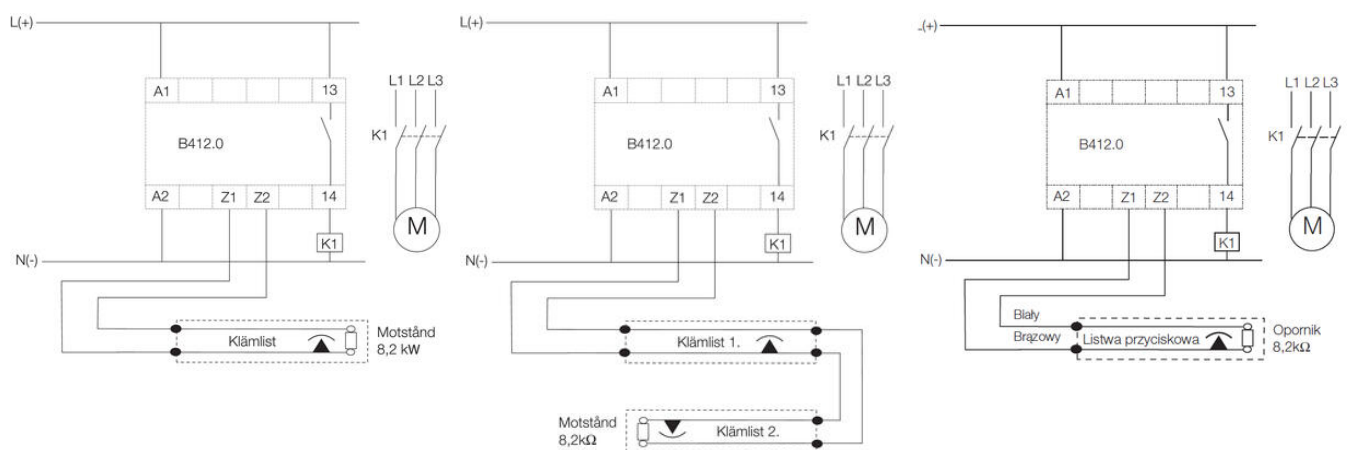 L(+)
A1
13
L1 L2 L3
B412.0
K1
A2
Z1
Z2
14
M
K1
N(-)
Klämlist
Motstånd
8,2 kW
L(+)
A1
13
L1 L2 L3
B412.0
K1
A2
Z1
Z2
14
M
K1
N(-)
Klämlist 1.
Motstånd
8,2kΩ
Klämlist 2.
L(+)
A1
13
L1 L2 L3
B412.0
K1
A2
Z1
Z2
14
M
K1
N(-)
Biały
Brązowy
Listwa przyciskowa
Opornik
8,2kΩ